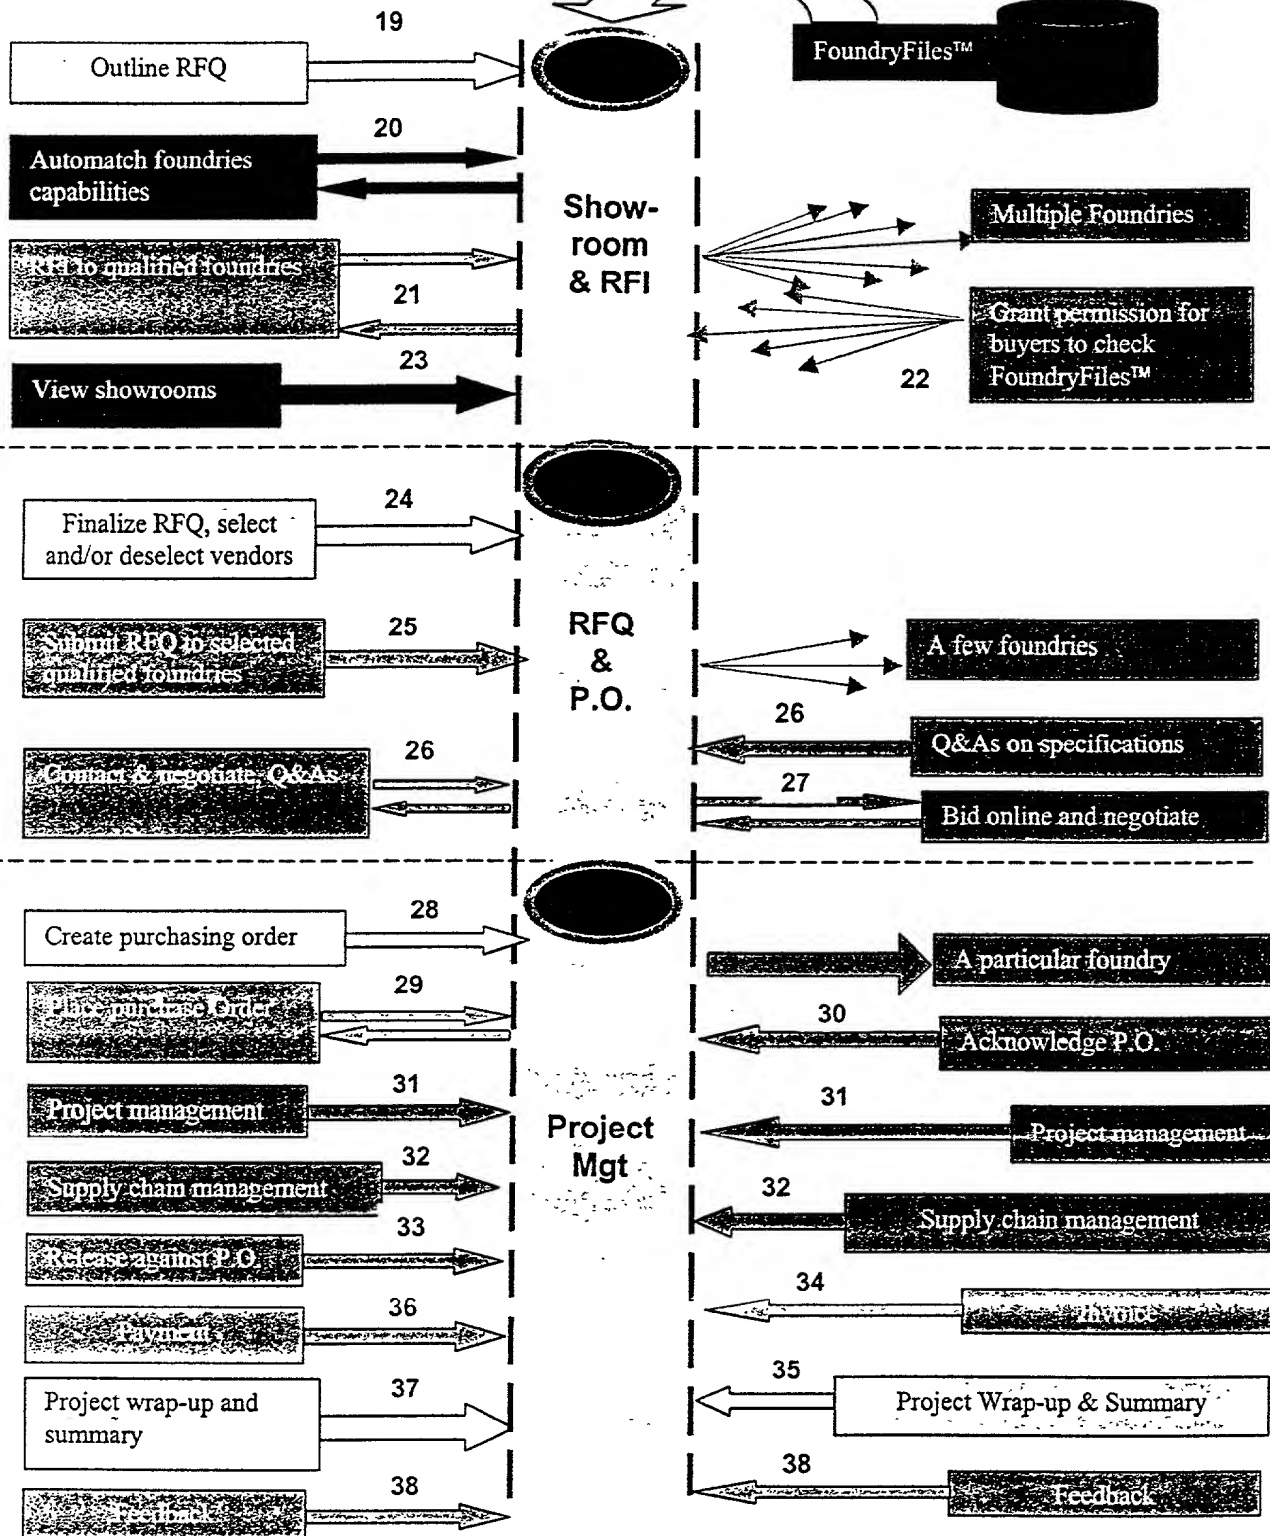 19
Outline RFQ
FoundryFiles™
20
Automatch foundries
capabilities
Show-
room
& RFI
Multiple Foundries
RFI to qualified foundries
21
Grant permission for
buyers to check
FoundryFiles™
22
23
View showrooms
24
Finalize RFQ, select
and/or deselect vendors
25
Submit RFQ to selected
qualified foundries
RFQ
&
P.O.
A few foundries
26
Q&As on specifications
26
Contact & negotiate, Q&As
27
Bid online and negotiate
28
Create purchasing order
A particular foundry
29
Place purchase Order
30
Acknowledge P.O.
31
Project management
Project
Mgt
31
Project management
32
Supply chain management
32
Supply chain management
33
Release against P.O.
34
Invoice
36
Payment
35
Project Wrap-up & Summary
37
Project wrap-up and
summary
38
Feedback
38
Feedback